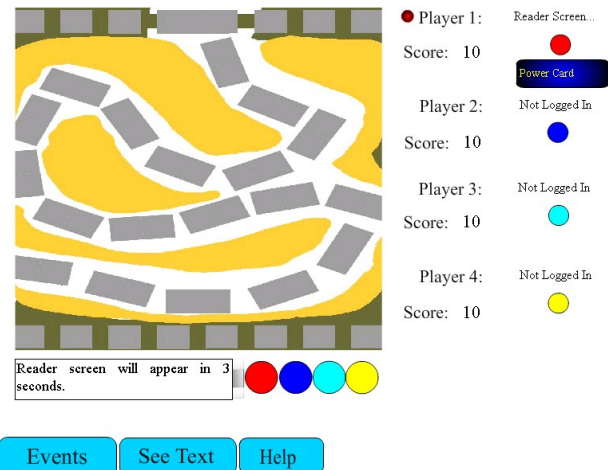 Player 1:
Reader Screen...
Score: 10
Power Card
Player 2:
Not Logged In
Score: 10
Player 3:
Not Logged In
Score: 10
Player 4:
Not Logged In
Score: 10
Reader screen will appear in 3
seconds.
Events
See Text
Help